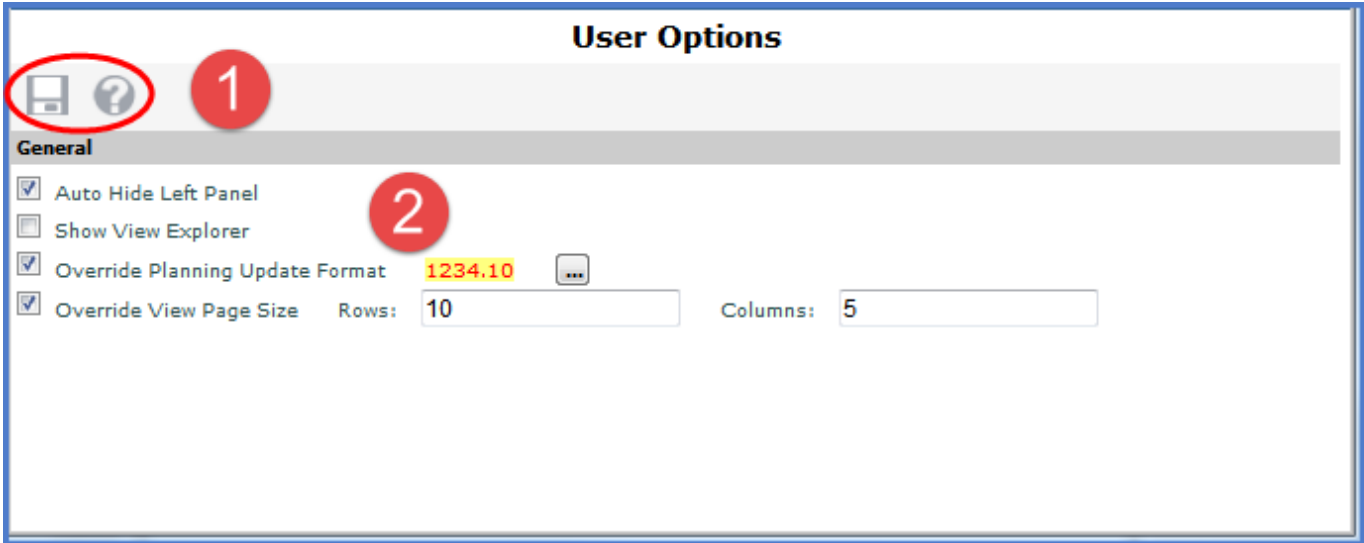 User Options
? 1
General
Auto Hide Left Panel
2
Show View Explorer
Override Planning Update Format 1234.10 ...
Override View Page Size Rows: 10 Columns: 5